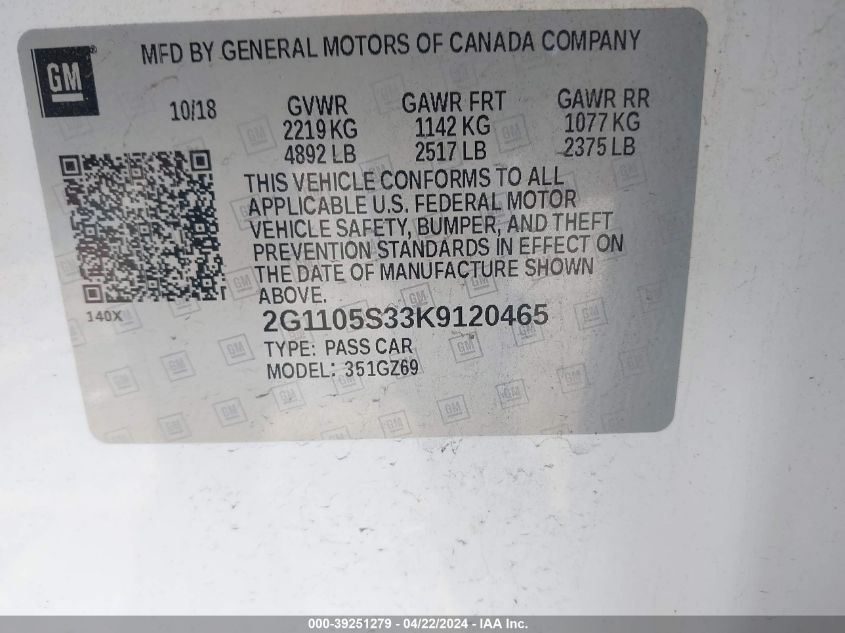 GM
MFD BY GENERAL MOTORS OF CANADA COMPANY
10/18
GVWR GAWR FRT GAWR RR
2219 KG 1142 KG 1077 KG
4892 LB 2517 LB 2375 LB
THIS VEHICLE CONFORMS TO ALL
APPLICABLE U.S. FEDERAL MOTOR
VEHICLE SAFETY, BUMPER, AND THEFT
PREVENTION STANDARDS IN EFFECT ON
THE DATE OF MANUFACTURE SHOWN
ABOVE.
T
140X
2G1105S33K9120465
TYPE: PASS CAR
MODEL: 351GZ69
000-39251279 - 04/22/2024 - IAA Inc.